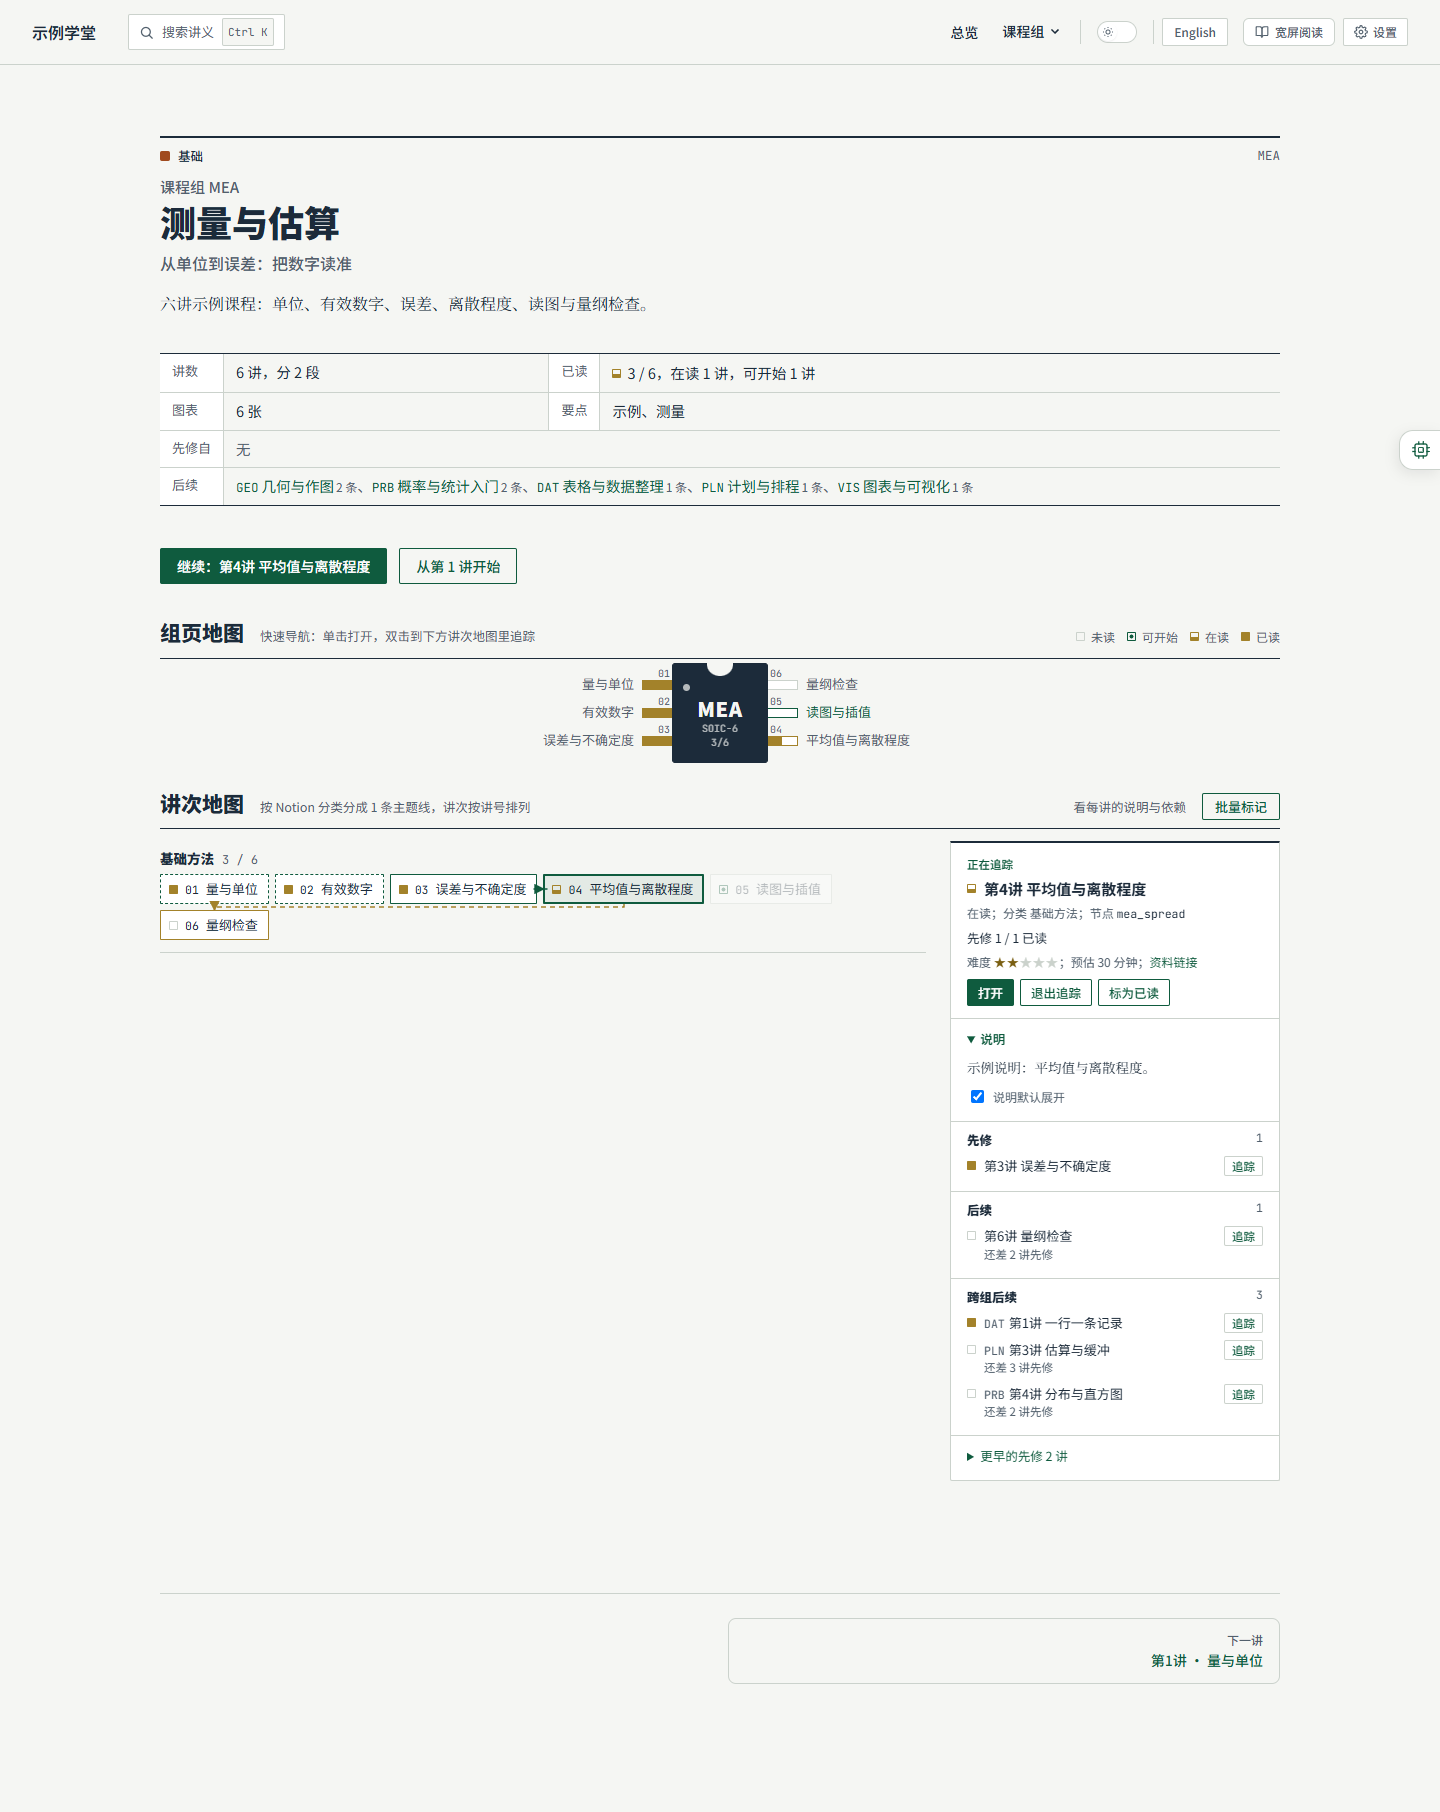 示例学堂
搜索讲义 Ctrl K
总览
课程组
English
宽屏阅读
设置
基础
MEA
课程组 MEA
测量与估算
从单位到误差：把数字读准
六讲示例课程：单位、有效数字、误差、离散程度、读图与量纲检查。
讲数 6 讲，分 2 段 已读 3 / 6，在读 1 讲，可开始 1 讲
图表 6 张 要点 示例、测量
先修自 无
后续 GEO 几何与作图 2 条、PRB 概率与统计入门 2 条、DAT 表格与数据整理 1 条、PLN 计划与排程 1 条、VIS 图表与可视化 1 条
继续：第4讲 平均值与离散程度
从第 1 讲开始
组页地图 快速导航：单击打开，双击到下方讲次地图里追踪
未读 可开始 在读 已读
量与单位 01 06 量纲检查
有效数字 02 05 读图与插值
误差与不确定度 03 04 平均值与离散程度
MEA
SOIC-6
3/6
讲次地图 按 Notion 分类分成 1 条主题线，讲次按讲号排列
看每讲的说明与依赖 批量标记
基础方法 3 / 6
01 量与单位 02 有效数字 03 误差与不确定度 04 平均值与离散程度 05 读图与插值
06 量纲检查
正在追踪
第4讲 平均值与离散程度
在读；分类 基础方法；节点 mea_spread
先修 1 / 1 已读
难度 ★★★★★；预估 30 分钟；资料链接
打开 退出追踪 标为已读
▼ 说明
示例说明：平均值与离散程度。
说明默认展开
先修 1
第3讲 误差与不确定度 追踪
后续 1
第6讲 量纲检查 追踪
还差 2 讲先修
跨组后续 3
DAT 第1讲 一行一条记录 追踪
PLN 第3讲 估算与缓冲 追踪
还差 3 讲先修
PRB 第4讲 分布与直方图 追踪
还差 2 讲先修
▶ 更早的先修 2 讲
下一讲
第1讲 · 量与单位